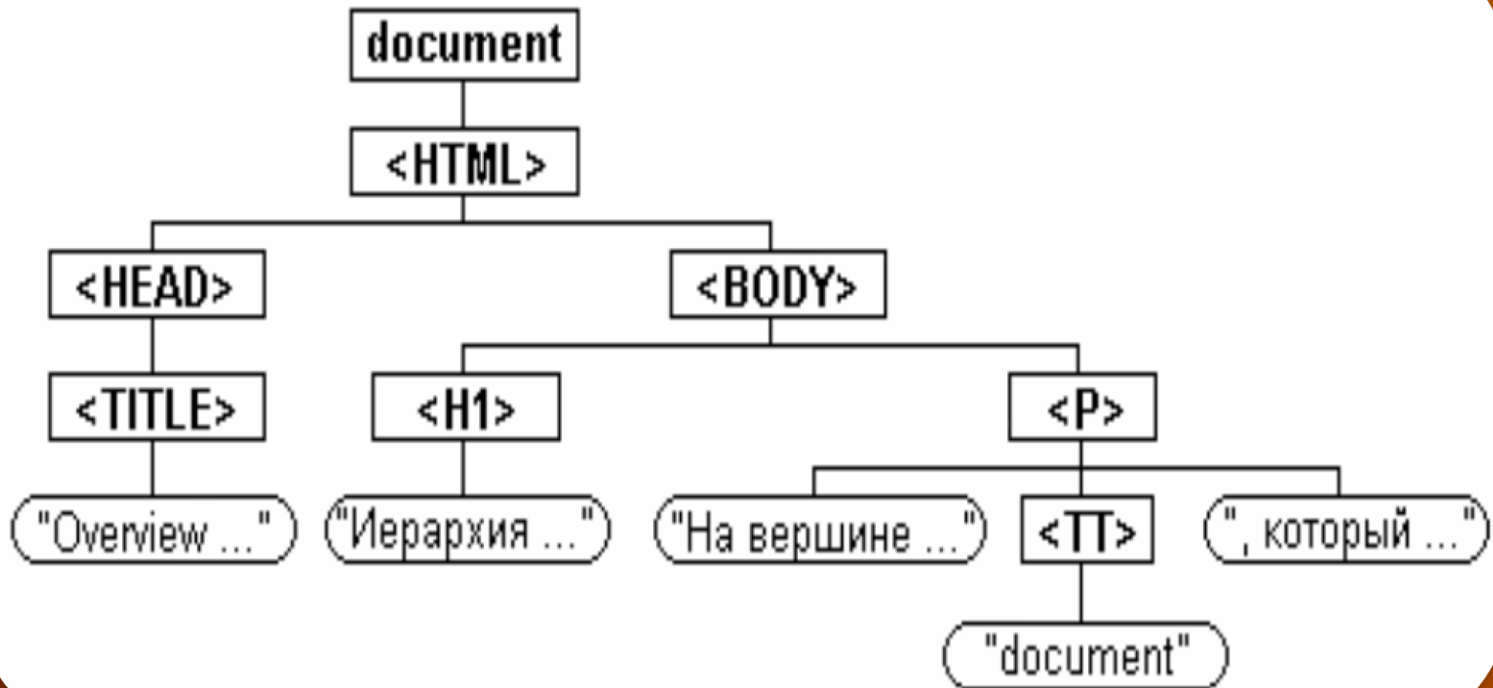 document
<HTML>
<HEAD> <BODY>
<TITLE> <H1> <P>
"Overview ..." "Иерархия ..." "На вершине ..." <TT> ", который ..."
"document"